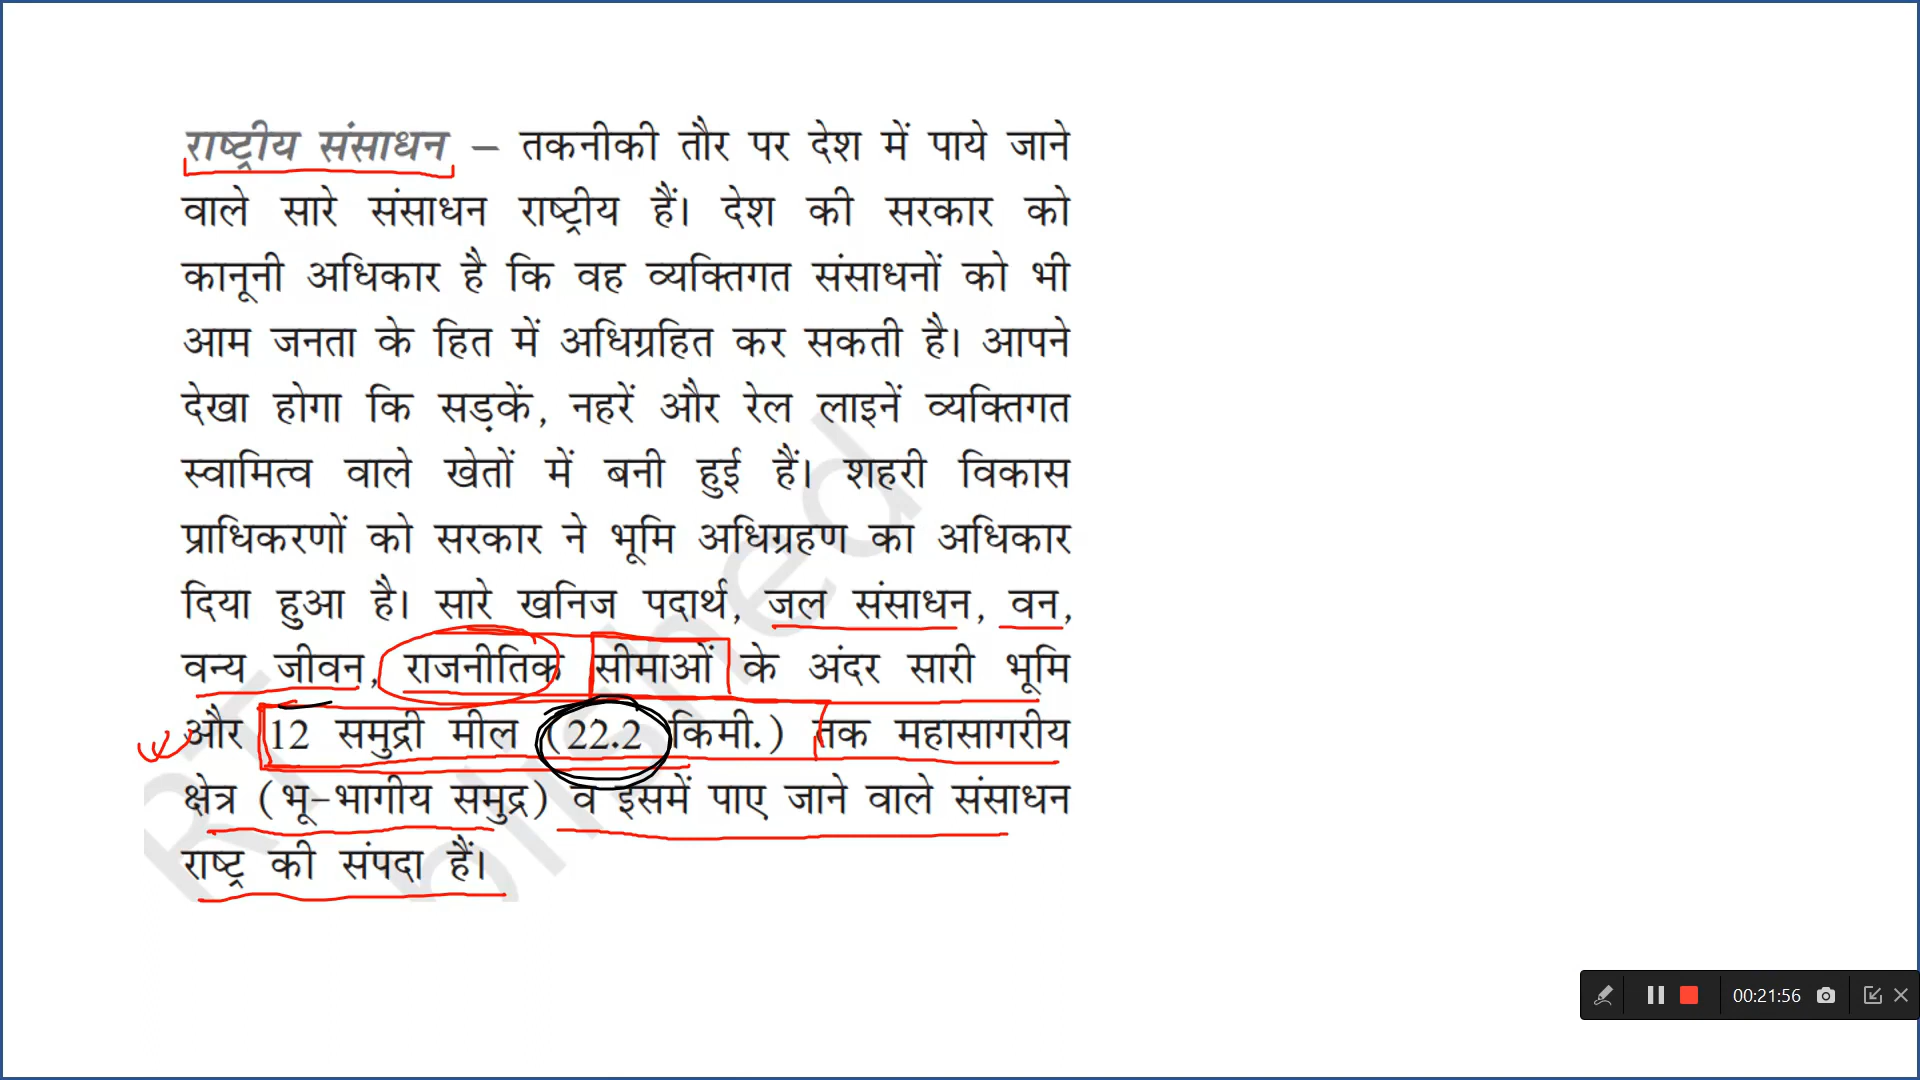 राष्ट्रीय संसाधन – तकनीकी तौर पर देश में पाये जाने
वाले सारे संसाधन राष्ट्रीय हैं। देश की सरकार को
कानूनी अधिकार है कि वह व्यक्तिगत संसाधनों को भी
आम जनता के हित में अधिग्रहित कर सकती है। आपने
देखा होगा कि सड़कें, नहरें और रेल लाइनें व्यक्तिगत
स्वामित्व वाले खेतों में बनी हुई हैं। शहरी विकास
प्राधिकरणों को सरकार ने भूमि अधिग्रहण का अधिकार
दिया हुआ है। सारे खनिज पदार्थ, जल संसाधन, वन,
वन्य जीवन, राजनीतिक सीमाओं के अंदर सारी भूमि
और 12 समुद्री मील (22.2 किमी.) तक महासागरीय
क्षेत्र (भू-भागीय समुद्र) व इसमें पाए जाने वाले संसाधन
राष्ट्र की संपदा हैं।
00:21:56